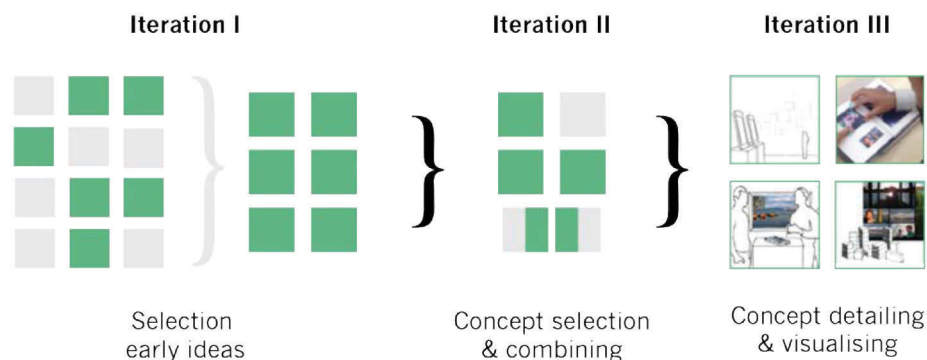 Iteration I
Iteration II
Iteration III
Selection
early ideas
Concept selection
& combining
Concept detailing
& visualising